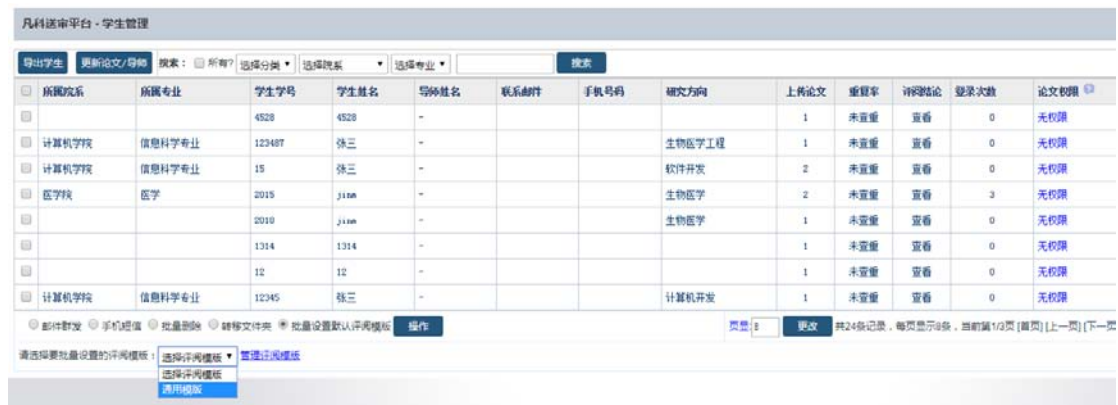 凡科送审平台 - 学生管理
导出学生 更新论文/导师 搜索： 所有? 选择分类 选择院系 选择专业 搜索
所属院系 所属专业 学生学号 学生姓名 导师姓名 联系邮件 手机号码 研究方向 上传论文 重复率 评阅结论 登录次数 论文权限
4528 4528 - 1 未查重 查看 0 无权限
计算机学院 信息科学专业 123487 张三 - 生物医学工程 1 未查重 查看 0 无权限
计算机学院 信息科学专业 15 张三 - 软件开发 2 未查重 查看 0 无权限
医学院 医学 2015 - 生物医学 2 未查重 查看 3 无权限
2010 - 生物医学 1 未查重 查看 0 无权限
1314 1314 - 1 未查重 查看 0 无权限
12 12 - 1 未查重 查看 0 无权限
计算机学院 信息科学专业 12345 张三 - 计算机开发 1 未查重 查看 0 无权限
邮件群发 手机短信 批量删除 转移文件夹 批量设置默认评阅模版 操作 页显 8 更改 共24条记录，每页显示8条，当前第1/3页 [首页] [上一页] [下一页
请选择要批量设置的评阅模版： 选择评阅模版 管理评阅模版
选择评阅模版
通用模版